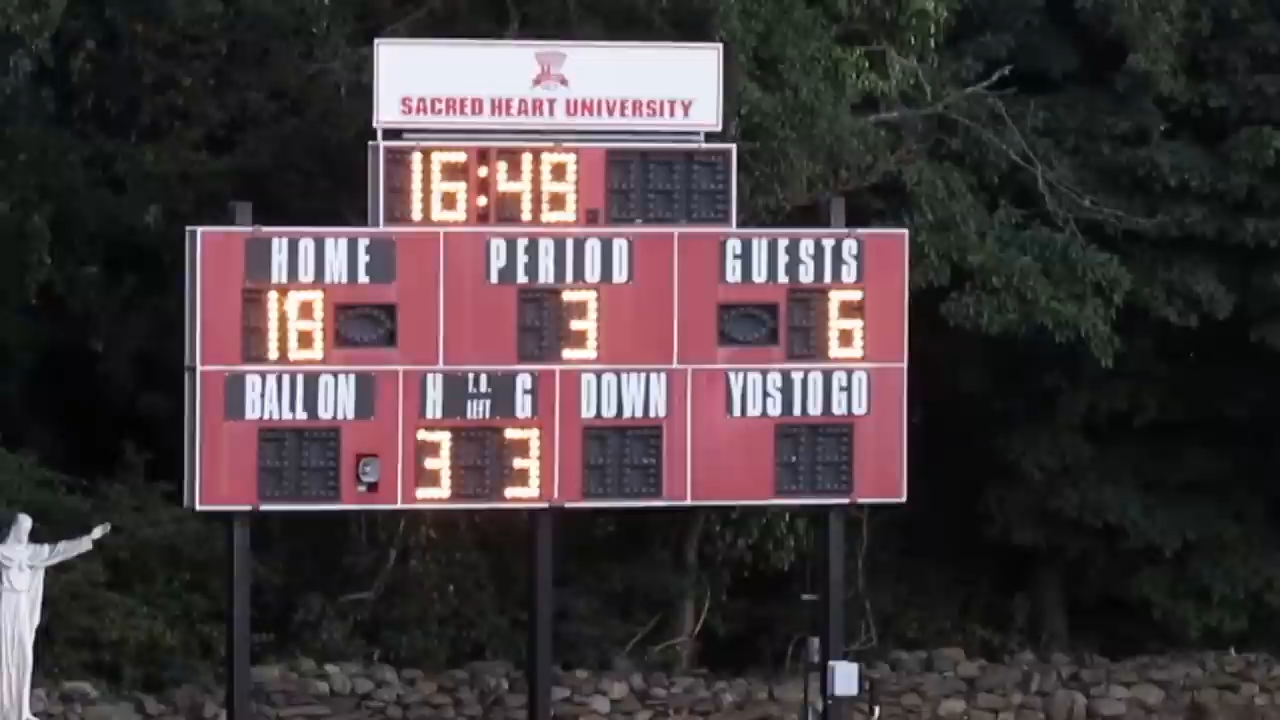 SACRED HEART UNIVERSITY
16:48
HOME PERIOD GUESTS
18 3 6
BALL ON H T.O. LEFT G DOWN YDS TO GO
3 3